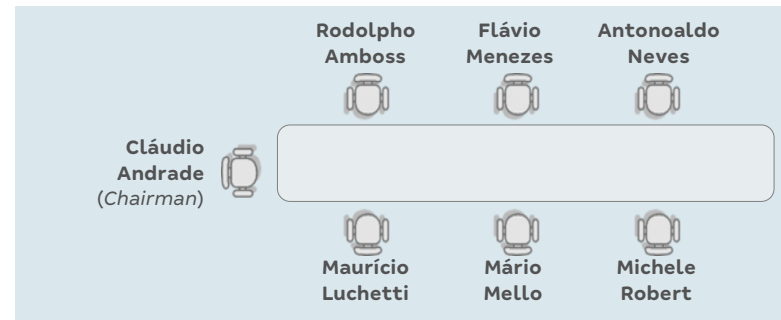 Rodolpho
Amboss
Flávio
Menezes
Antonoaldo
Neves
Cláudio
Andrade
(Chairman)
Maurício
Luchetti
Mário
Mello
Michele
Robert